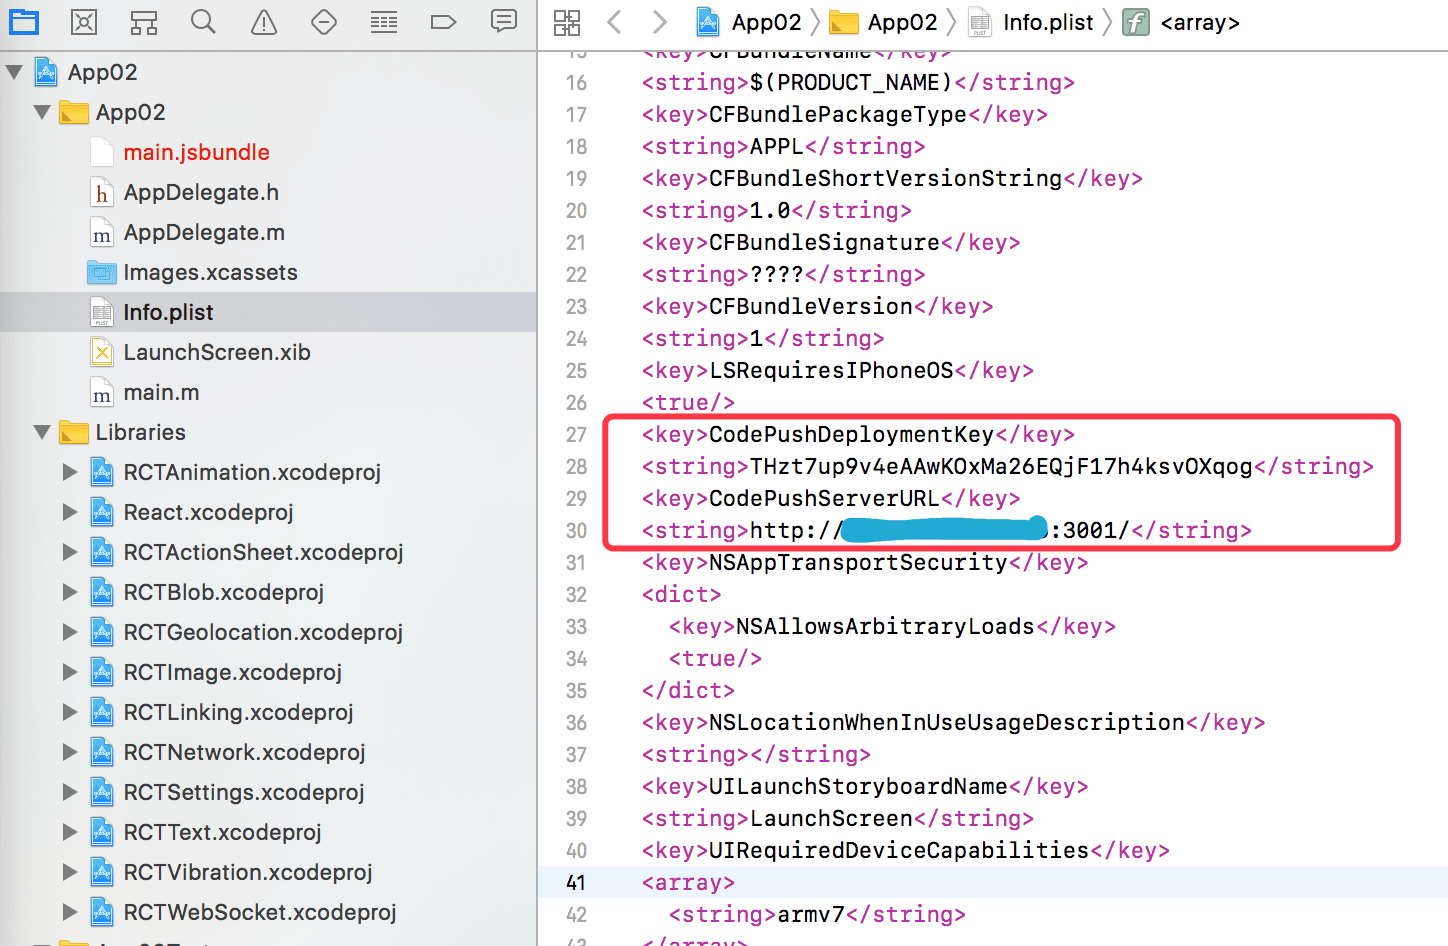 App02 App02 Info.plist <array>
App02
App02
main.jsbundle
AppDelegate.h
AppDelegate.m
Images.xcassets
Info.plist
LaunchScreen.xib
main.m
Libraries
RCTAnimation.xcodeproj
React.xcodeproj
RCTActionSheet.xcodeproj
RCTBlob.xcodeproj
RCTGeolocation.xcodeproj
RCTImage.xcodeproj
RCTLinking.xcodeproj
RCTNetwork.xcodeproj
RCTSettings.xcodeproj
RCTText.xcodeproj
RCTVibration.xcodeproj
RCTWebSocket.xcodeproj
15 <key>CFBundleName</key>
16 <string>$(PRODUCT_NAME)</string>
17 <key>CFBundlePackageType</key>
18 <string>APPL</string>
19 <key>CFBundleShortVersionString</key>
20 <string>1.0</string>
21 <key>CFBundleSignature</key>
22 <string>????</string>
23 <key>CFBundleVersion</key>
24 <string>1</string>
25 <key>LSRequiresIPhoneOS</key>
26 <true/>
27 <key>CodePushDeploymentKey</key>
28 <string>THzt7up9v4eAAwKOxMa26EQjF17h4ksvOXqog</string>
29 <key>CodePushServerURL</key>
30 <string>http:// :3001/</string>
31 <key>NSAppTransportSecurity</key>
32 <dict>
33 <key>NSAllowsArbitraryLoads</key>
34 <true/>
35 </dict>
36 <key>NSLocationWhenInUseUsageDescription</key>
37 <string></string>
38 <key>UILaunchStoryboardName</key>
39 <string>LaunchScreen</string>
40 <key>UIRequiredDeviceCapabilities</key>
41 <array>
42 <string>armv7</string>
43 </array>